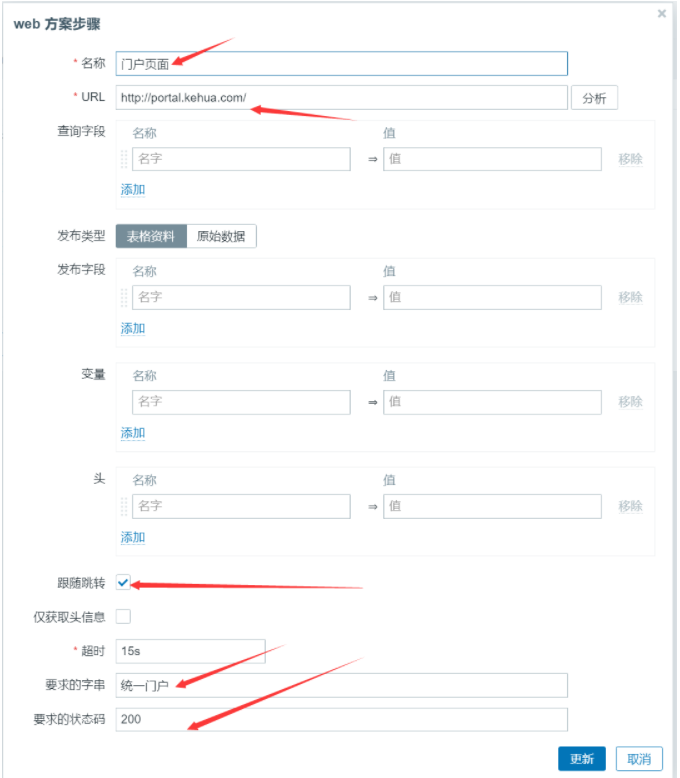 web 方案步骤
* 名称 门户页面
* URL http://portal.kehua.com/ 分析
查询字段 名称 值
名字 ⇒ 值 移除
添加
发布类型 表格资料 原始数据
发布字段 名称 值
名字 ⇒ 值 移除
添加
变量 名称 值
名字 ⇒ 值 移除
添加
头 名称 值
名字 ⇒ 值 移除
添加
跟随跳转
仅获取头信息
* 超时 15s
要求的字串 统一门户
要求的状态码 200
更新 取消